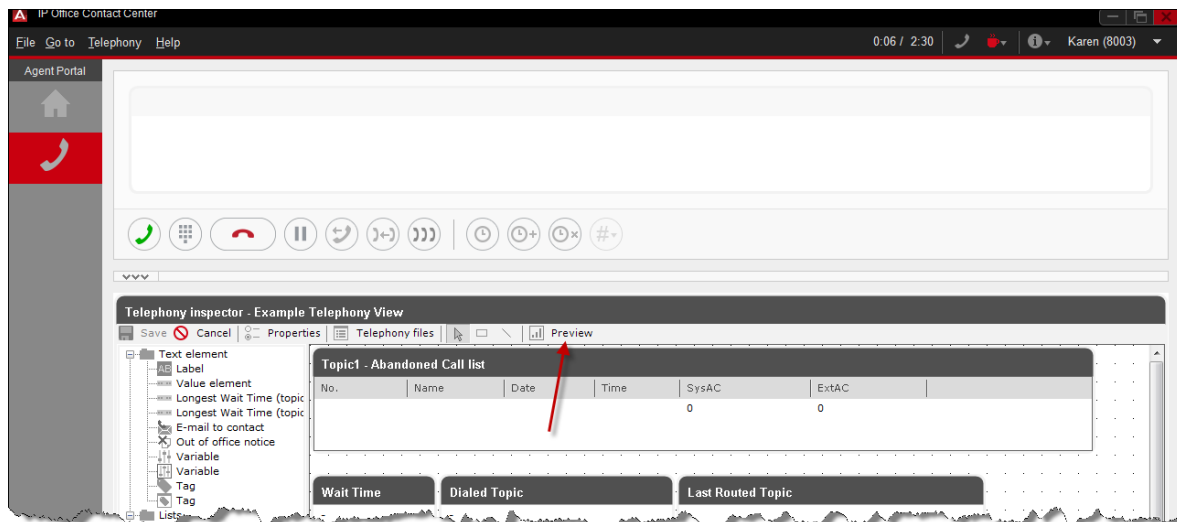 A IP Office Contact Center
File Go to Telephony Help 0:06 / 2:30 Karen (8003)
Agent Portal
#
Telephony inspector - Example Telephony View
Save Cancel Properties Telephony files Preview
Text element
AB Label
Value element
Longest Wait Time (topic
Longest Wait Time (topic
E-mail to contact
Out of office notice
Variable
Variable
Tag
Tag
Lists
Topic1 - Abandoned Call list
No. Name Date Time SysAC ExtAC
0 0
Wait Time Dialed Topic Last Routed Topic